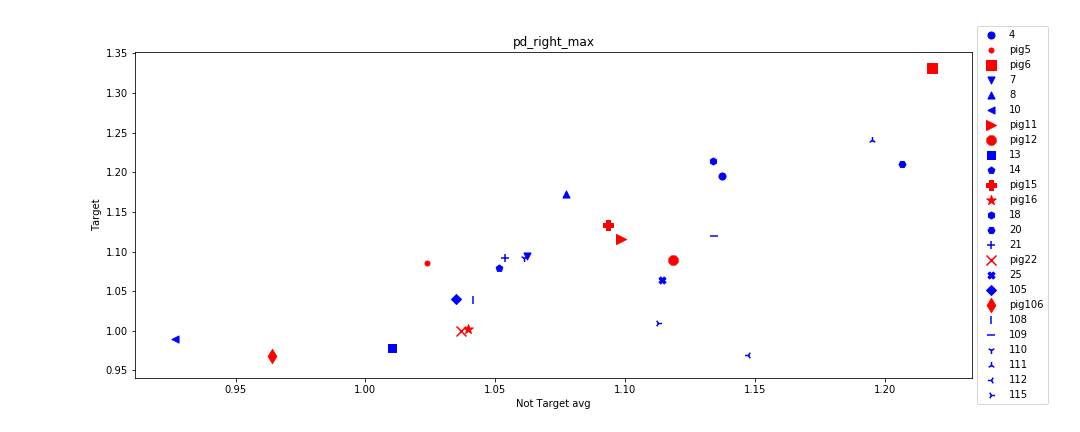 pd_right_max
Target
1.35
1.30
1.25
1.20
1.15
1.10
1.05
1.00
0.95
0.95
1.00
1.05
1.10
1.15
1.20
Not Target avg
4
pig5
pig6
7
8
10
pig11
pig12
13
14
pig15
pig16
18
20
21
pig22
25
105
pig106
108
109
110
111
112
115